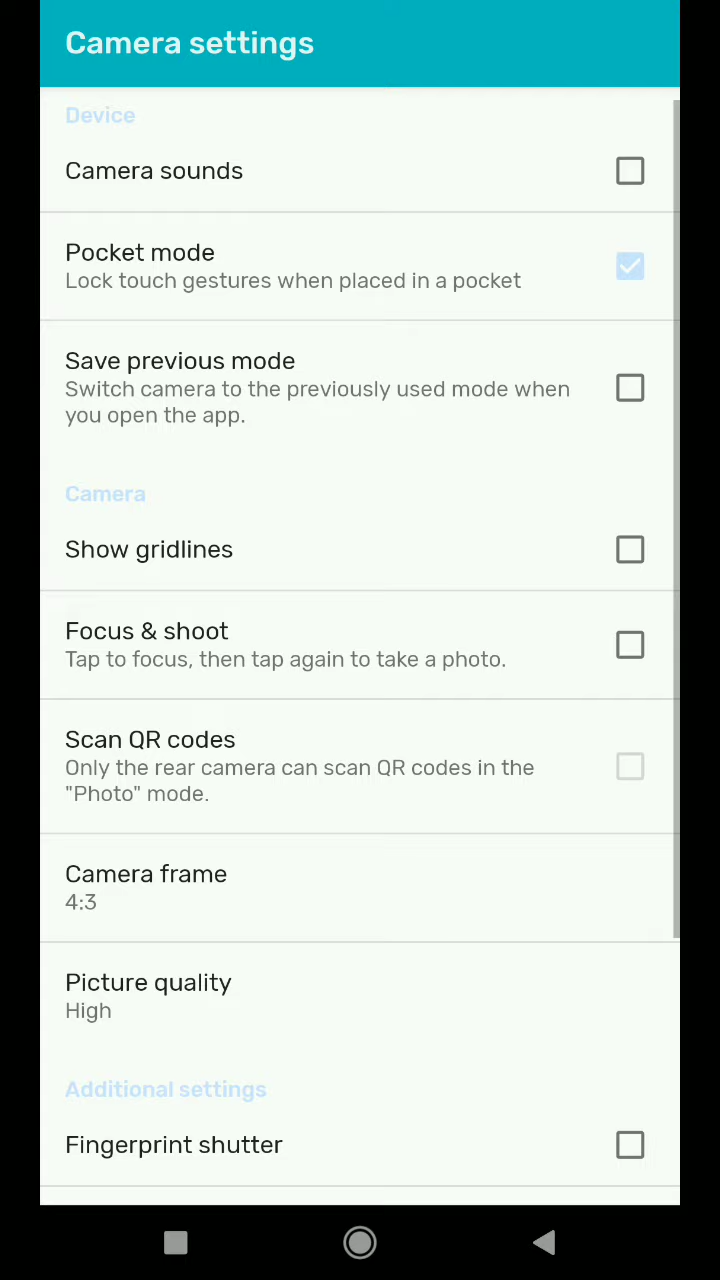 Camera settings
Device
Camera sounds
Pocket mode
Lock touch gestures when placed in a pocket
Save previous mode
Switch camera to the previously used mode when
you open the app.
Camera
Show gridlines
Focus & shoot
Tap to focus, then tap again to take a photo.
Scan QR codes
Only the rear camera can scan QR codes in the
"Photo" mode.
Camera frame
4:3
Picture quality
High
Additional settings
Fingerprint shutter